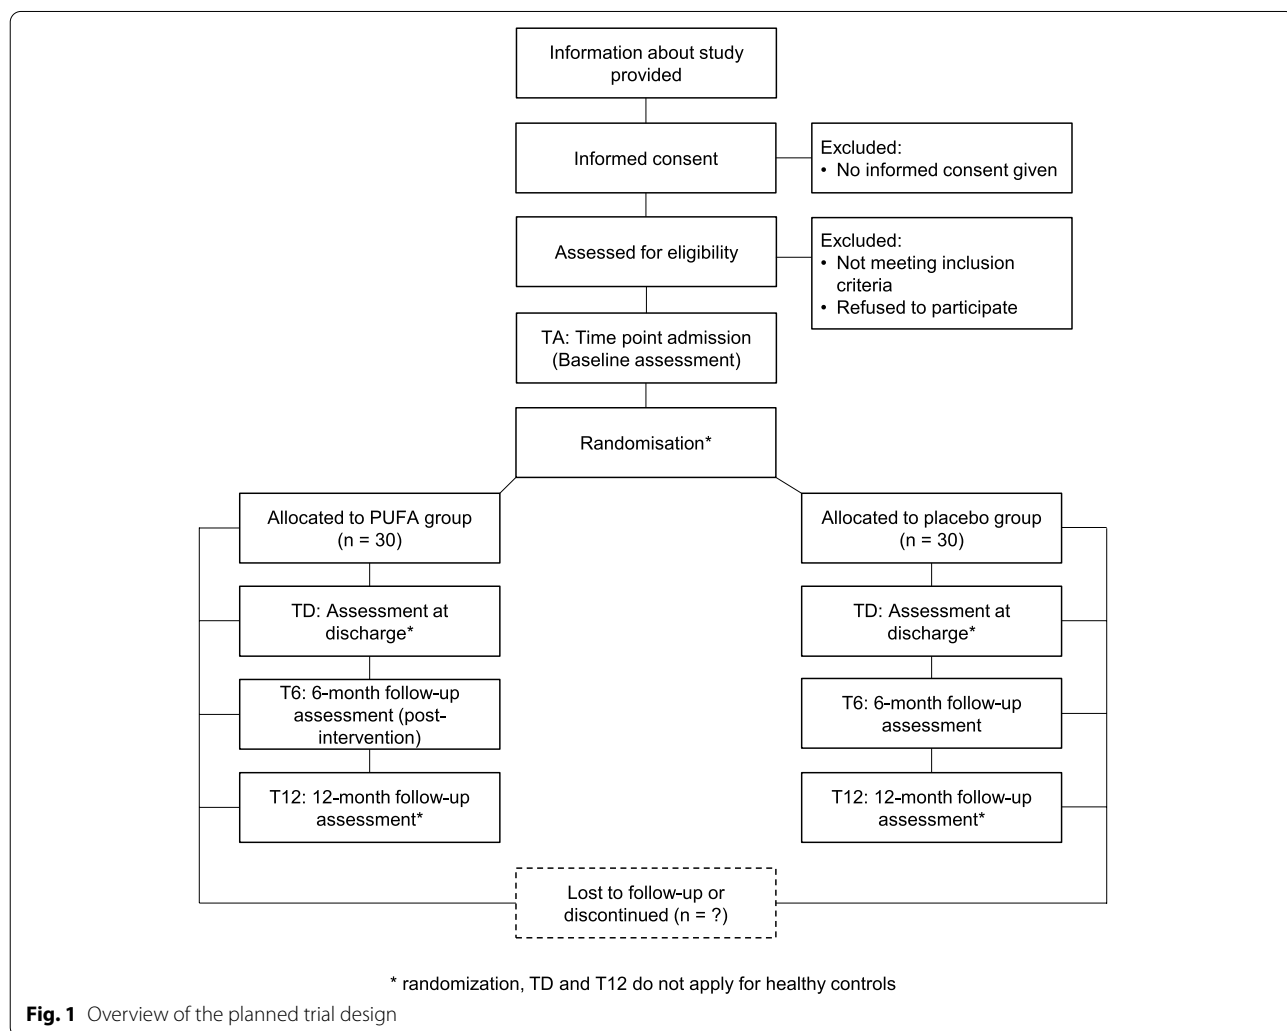 Information about study
provided
Informed consent
Excluded:
• No informed consent given
Assessed for eligibility
Excluded:
• Not meeting inclusion
criteria
• Refused to participate
TA: Time point admission
(Baseline assessment)
Randomisation*
Allocated to PUFA group
(n = 30)
Allocated to placebo group
(n = 30)
TD: Assessment at
discharge*
TD: Assessment at
discharge*
T6: 6-month follow-up
assessment (post-
intervention)
T6: 6-month follow-up
assessment
T12: 12-month follow-up
assessment*
T12: 12-month follow-up
assessment*
Lost to follow-up or
discontinued (n = ?)
* randomization, TD and T12 do not apply for healthy controls
Fig. 1 Overview of the planned trial design